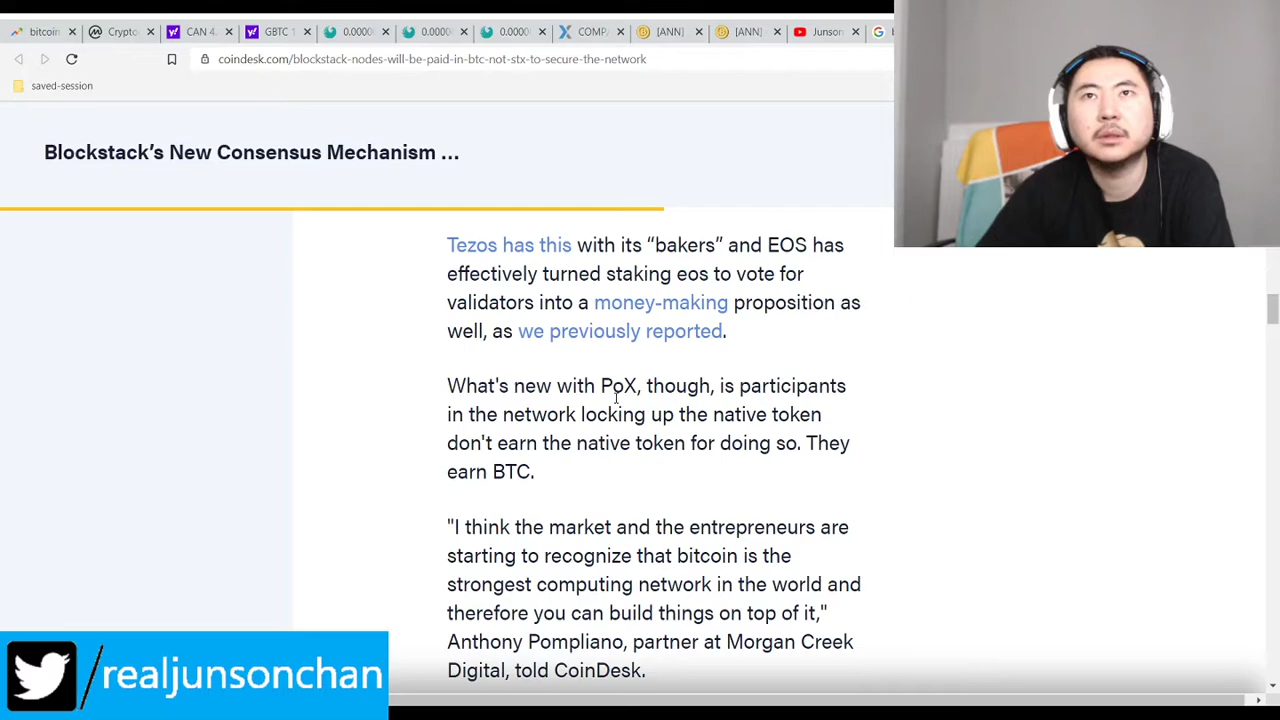 bitcoin
Crypto
CAN 4.
GBTC 1
0.0000
0.0000
0.0000
COMPA
[ANN]
[ANN]
Junson
b
coindesk.com/blockstack-nodes-will-be-paid-in-btc-not-stx-to-secure-the-network
saved-session
Blockstack’s New Consensus Mechanism ...
Tezos has this with its “bakers” and EOS has
effectively turned staking eos to vote for
validators into a money-making proposition as
well, as we previously reported.
What's new with PoX, though, is participants
in the network locking up the native token
don't earn the native token for doing so. They
earn BTC.
"I think the market and the entrepreneurs are
starting to recognize that bitcoin is the
strongest computing network in the world and
therefore you can build things on top of it,"
Anthony Pompliano, partner at Morgan Creek
Digital, told CoinDesk.
/realjunsonchan